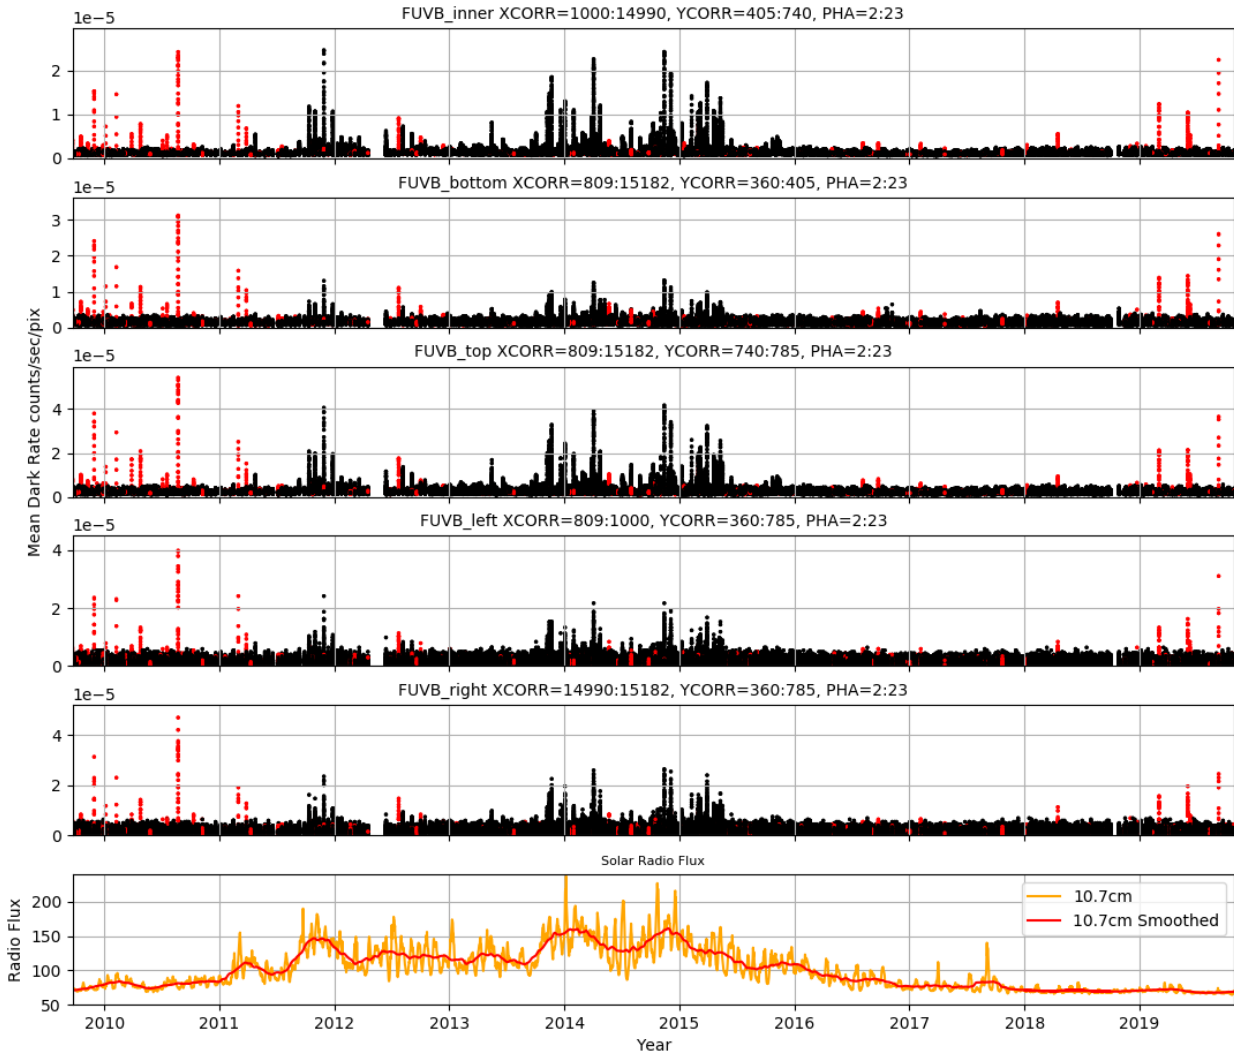 1e-5
FUVB_inner XCORR=1000:14990, YCORR=405:740, PHA=2:23
2
1
0
1e-5
FUVB_bottom XCORR=809:15182, YCORR=360:405, PHA=2:23
3
2
1
0
1e-5
FUVB_top XCORR=809:15182, YCORR=740:785, PHA=2:23
4
2
0
Mean Dark Rate counts/sec/pix
1e-5
FUVB_left XCORR=809:1000, YCORR=360:785, PHA=2:23
4
2
0
1e-5
FUVB_right XCORR=14990:15182, YCORR=360:785, PHA=2:23
4
2
0
Solar Radio Flux
200
150
100
50
Radio Flux
10.7cm
10.7cm Smoothed
2010 2011 2012 2013 2014 2015 2016 2017 2018 2019
Year